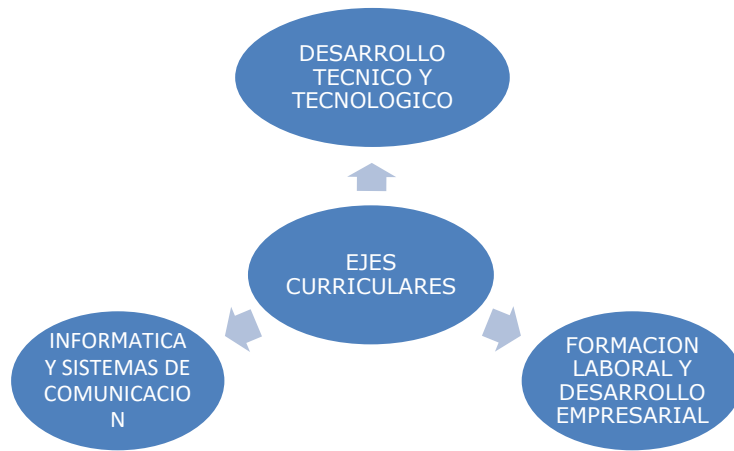 DESARROLLO
TECNICO Y
TECNOLOGICO
EJES
CURRICULARES
INFORMATICA
Y SISTEMAS DE
COMUNICACIO
N
FORMACION
LABORAL Y
DESARROLLO
EMPRESARIAL